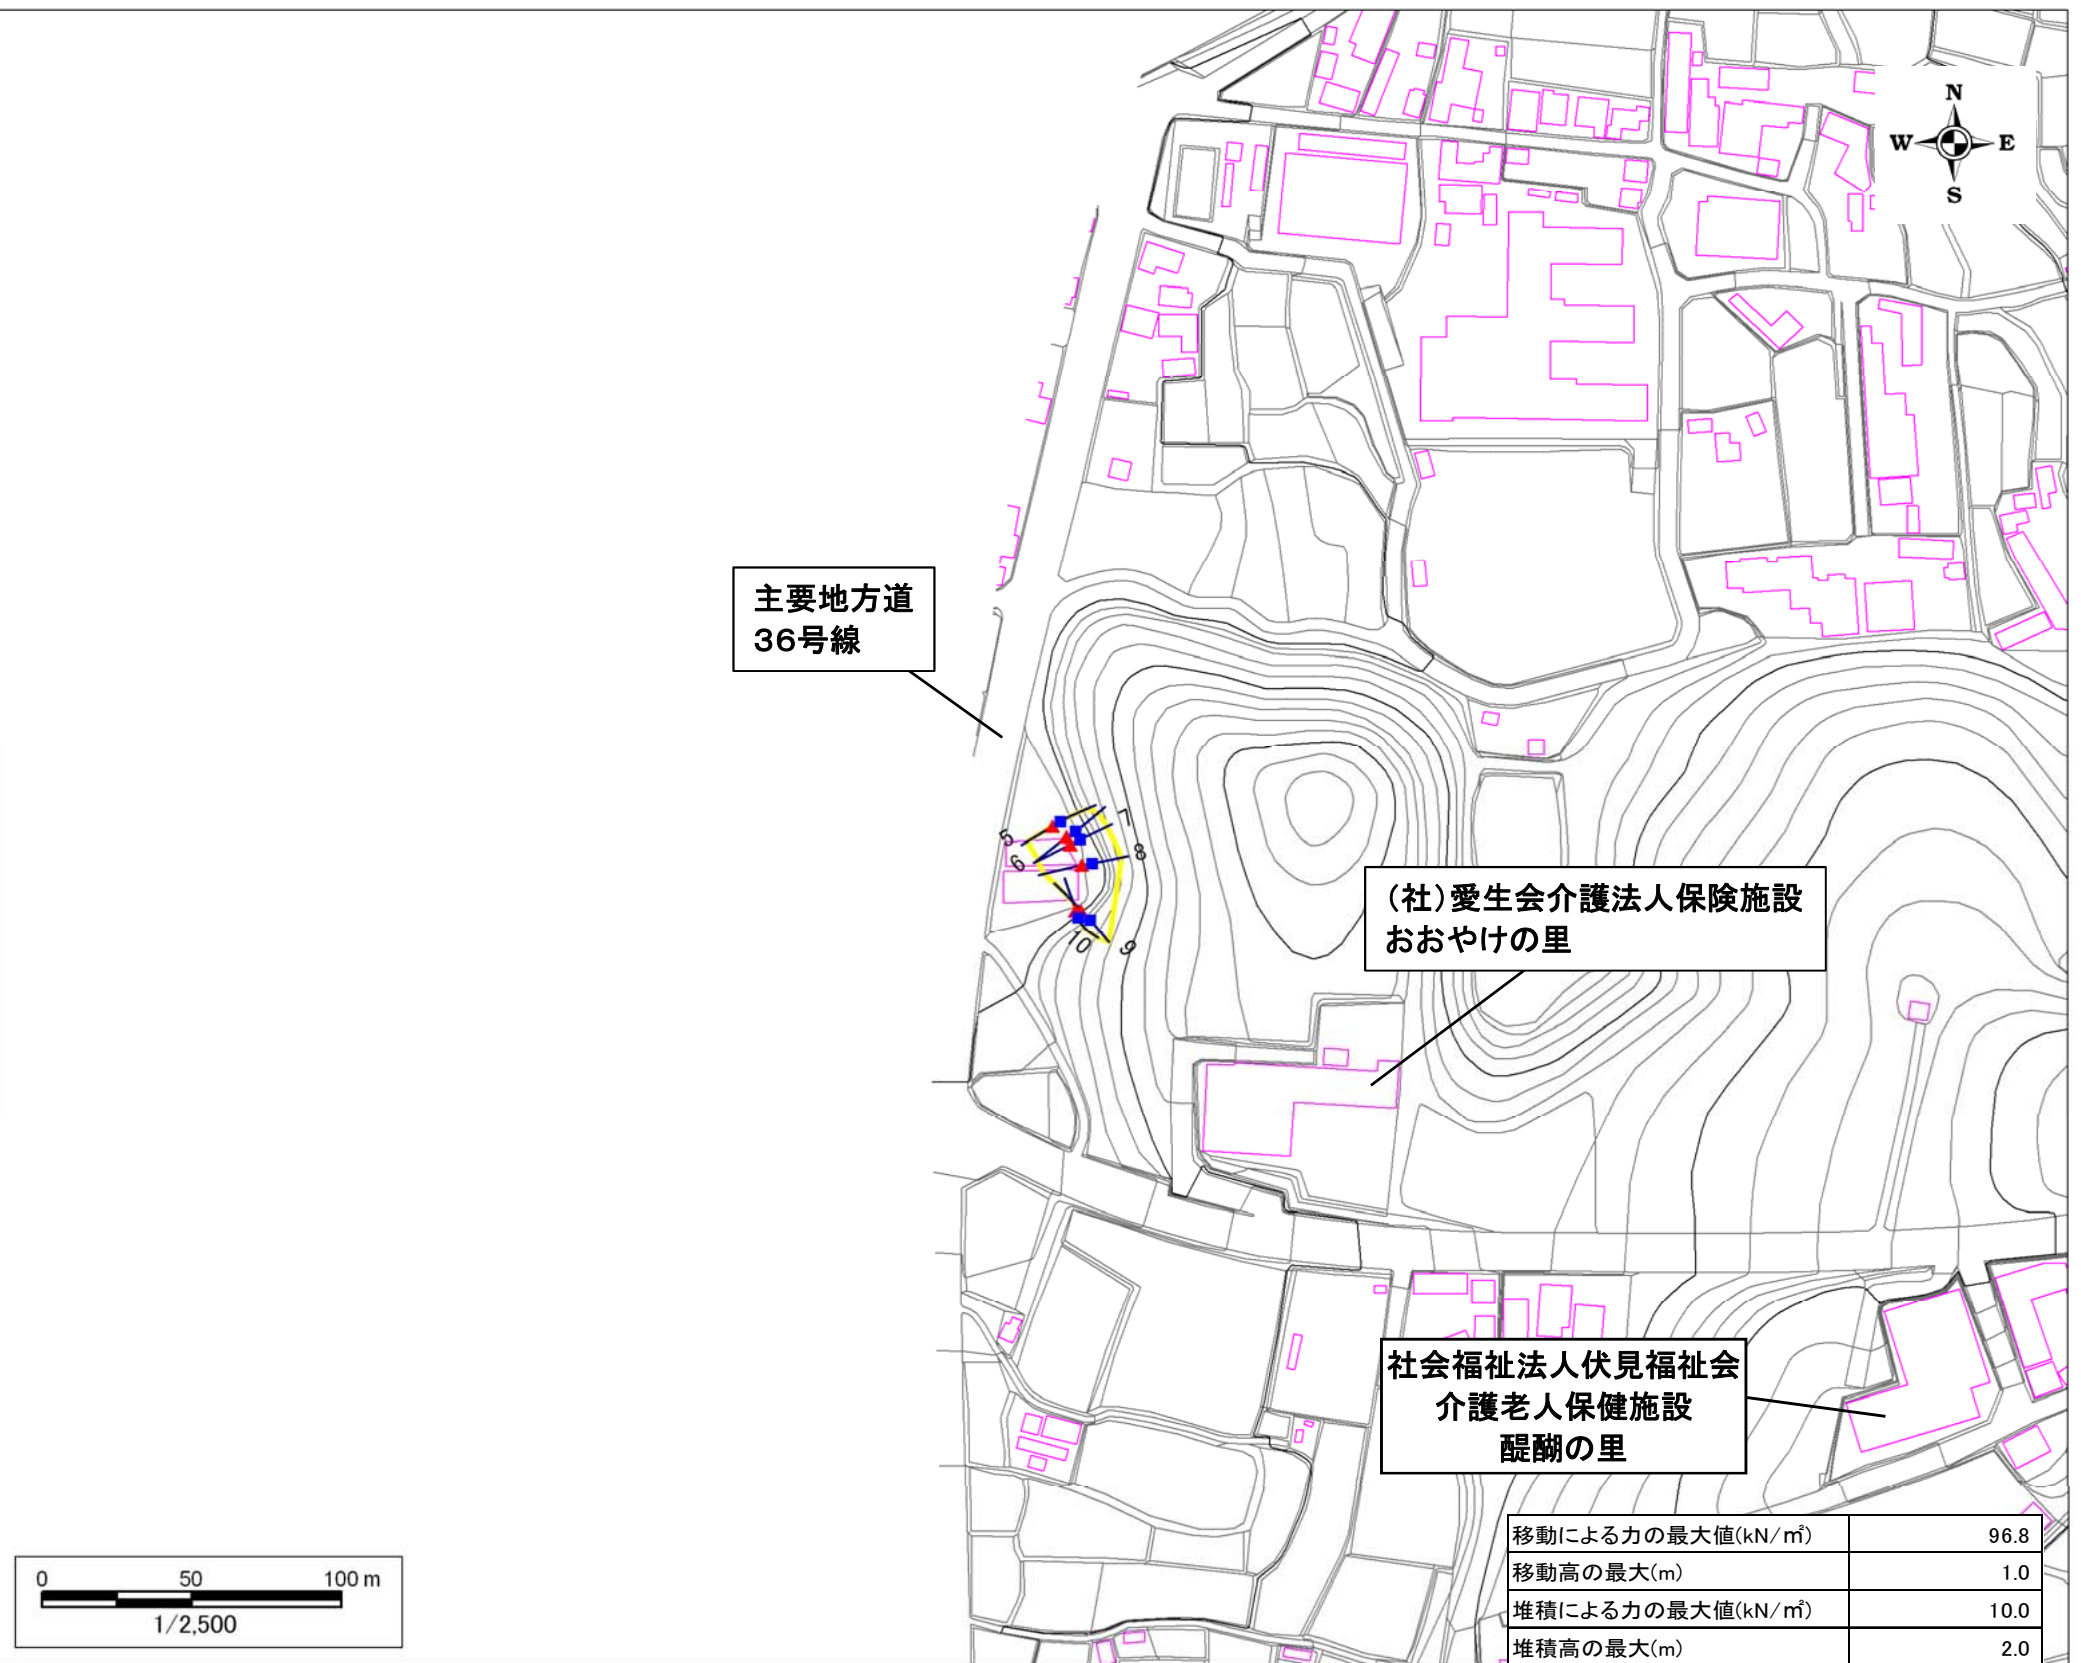 N
W E
S
主要地方道
36号線
5
6
7
8
9
10
(社)愛生会介護法人保険施設
おおやけの里
社会福祉法人伏見福祉会
介護老人保健施設
醍醐の里
移動による力の最大値(kN/㎡) 96.8
移動高の最大(m) 1.0
堆積による力の最大値(kN/㎡) 10.0
堆積高の最大(m) 2.0
0 50 100 m
1/2,500